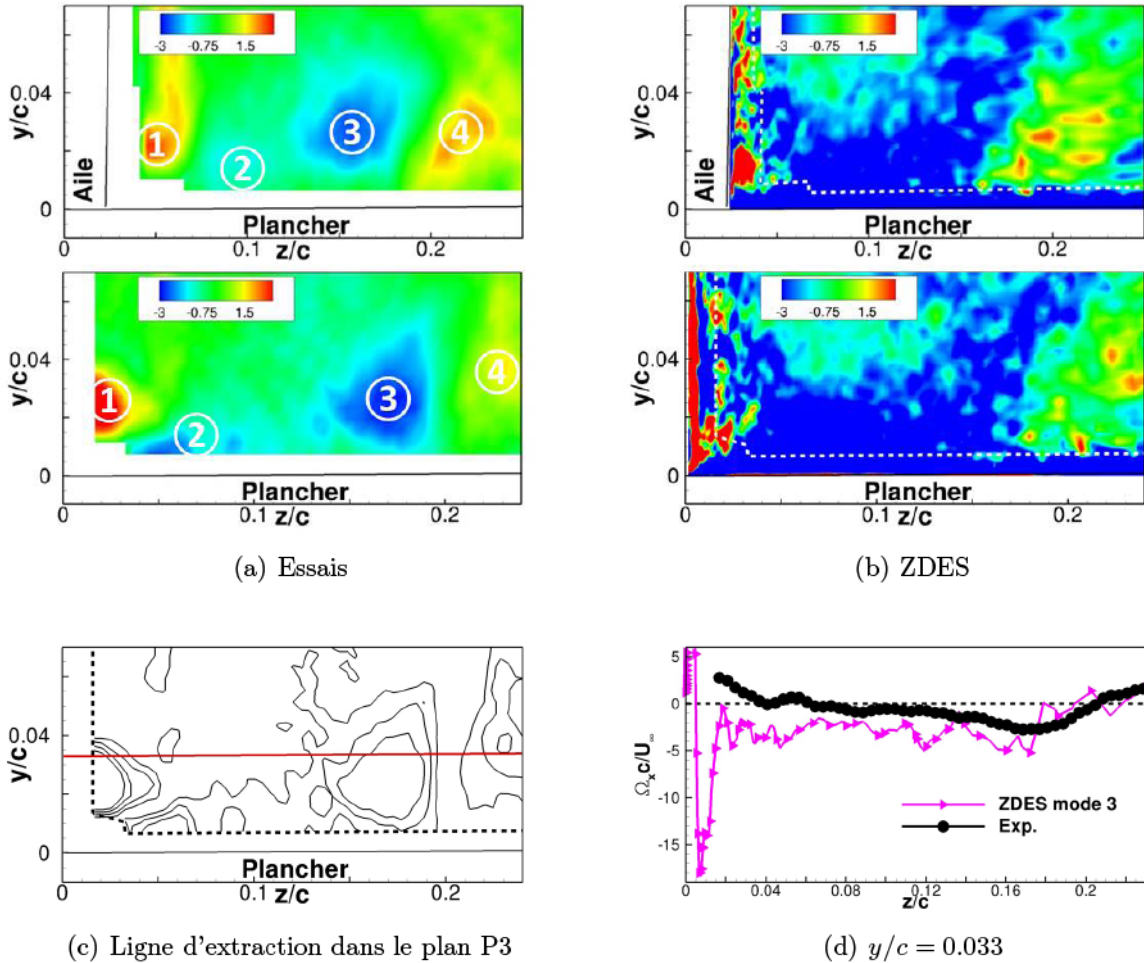 -3 -0.75 1.5
y/c
0.04
0
Aile
1
2
3
4
Plancher
0 0.1 0.2
z/c
-3 -0.75 1.5
y/c
0.04
0
Aile
Plancher
0 0.1 0.2
z/c
-3 -0.75 1.5
y/c
0.04
0
1
2
3
4
Plancher
0 0.1 0.2
z/c
-3 -0.75 1.5
y/c
0.04
0
Plancher
0 0.1 0.2
z/c
(a) Essais
(b) ZDES
y/c
0.04
0
Plancher
0 0.1 0.2
z/c
Ωₓc/U∞
5
0
-5
-10
-15
ZDES mode 3
Exp.
0 0.04 0.08 0.12 0.16 0.2
z/c
(c) Ligne d'extraction dans le plan P3
(d) y/c = 0.033